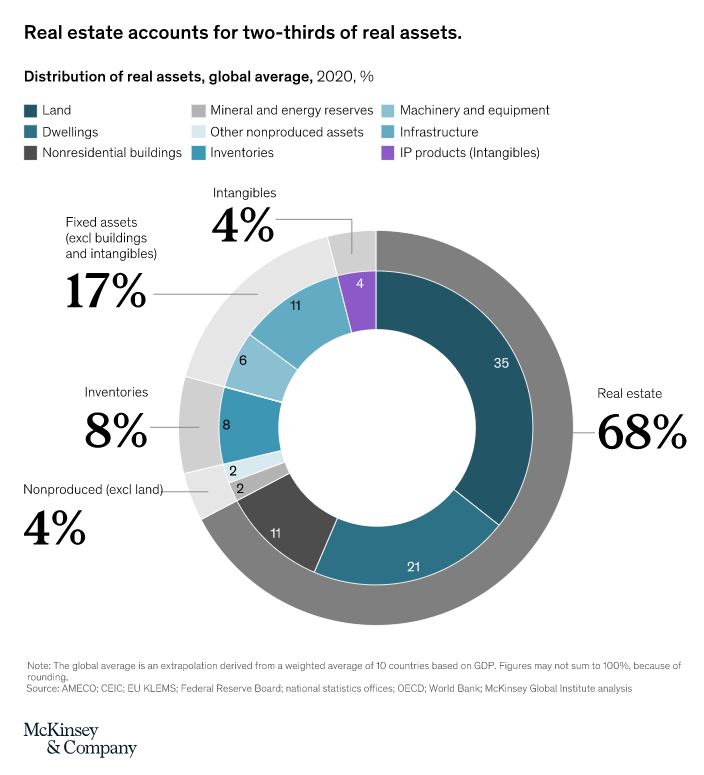 Real estate accounts for two-thirds of real assets.
Distribution of real assets, global average, 2020, %
Land
Mineral and energy reserves
Machinery and equipment
Dwellings
Other nonproduced assets
Infrastructure
Nonresidential buildings
Inventories
IP products (Intangibles)
Intangibles
4%
Fixed assets
(excl buildings
and intangibles)
17%
4
11
35
6
Inventories
8%
8
Real estate
68%
2
2
Nonproduced (excl land)
4%
11
21
Note: The global average is an extrapolation derived from a weighted average of 10 countries based on GDP. Figures may not sum to 100%, because of
rounding.
Source: AMECO; CEIC; EU KLEMS; Federal Reserve Board; national statistics offices; OECD; World Bank; McKinsey Global Institute analysis
McKinsey
& Company